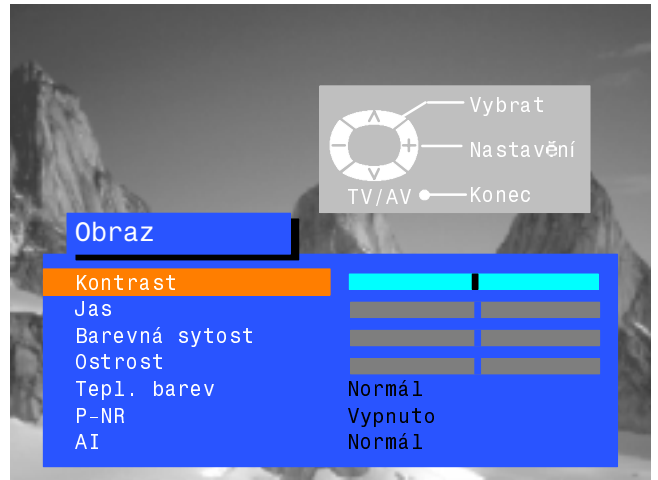 Vybrat
Nastavění
TV/AV Konec
Obraz
Kontrast
Jas
Barevná sytost
Ostrost
Tepl. barev Normál
P-NR Vypnuto
AI Normál